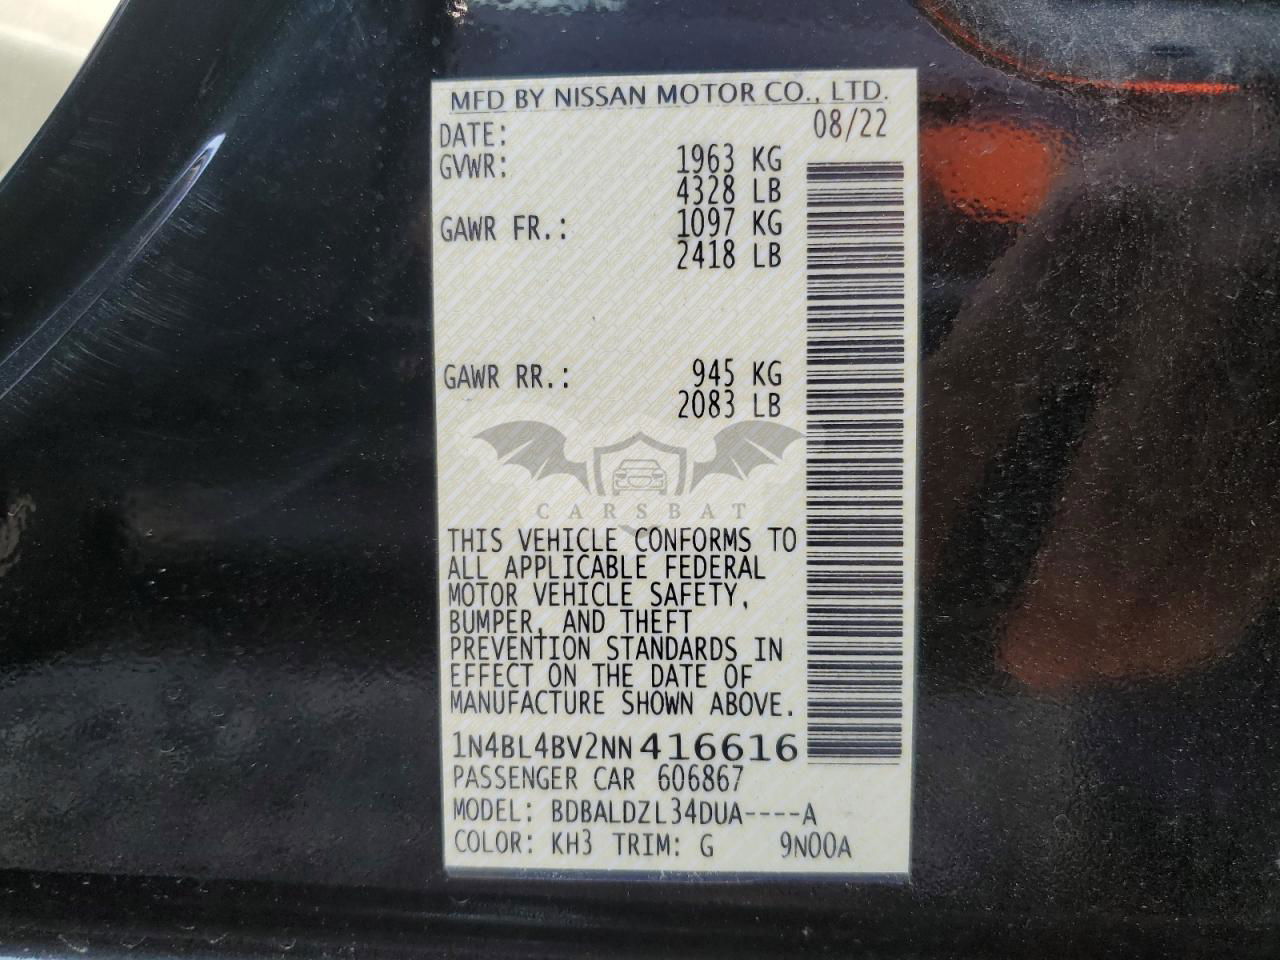 MFD BY NISSAN MOTOR CO., LTD.
DATE: 08/22
GVWR: 1963 KG
4328 LB
GAWR FR.: 1097 KG
2418 LB
GAWR RR.: 945 KG
2083 LB
CARSBAT
THIS VEHICLE CONFORMS TO
ALL APPLICABLE FEDERAL
MOTOR VEHICLE SAFETY,
BUMPER, AND THEFT
PREVENTION STANDARDS IN
EFFECT ON THE DATE OF
MANUFACTURE SHOWN ABOVE.
1N4BL4BV2NN416616
PASSENGER CAR 606867
MODEL: BDBALDZL34DUA----A
COLOR: KH3 TRIM: G 9N00A